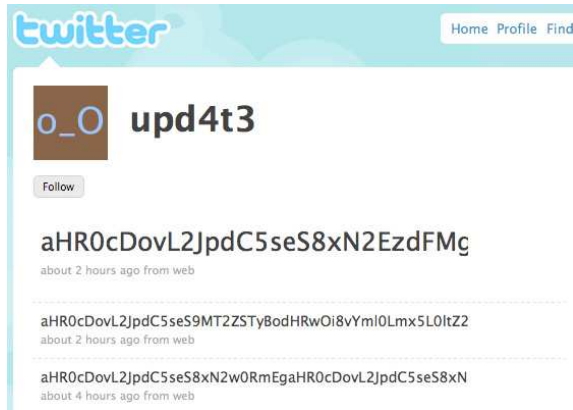 twitter
Home Profile Find
o_O
upd4t3
Follow
aHR0cDovL2JpdC5seS8xN2EzdFMg
about 2 hours ago from web
aHR0cDovL2JpdC5seS9MT2ZSTyBodHRwOi8vYml0Lmx5L0ltZ2
about 2 hours ago from web
aHR0cDovL2JpdC5seS8xN2w0RmEgaHR0cDovL2JpdC5seS8xN
about 4 hours ago from web